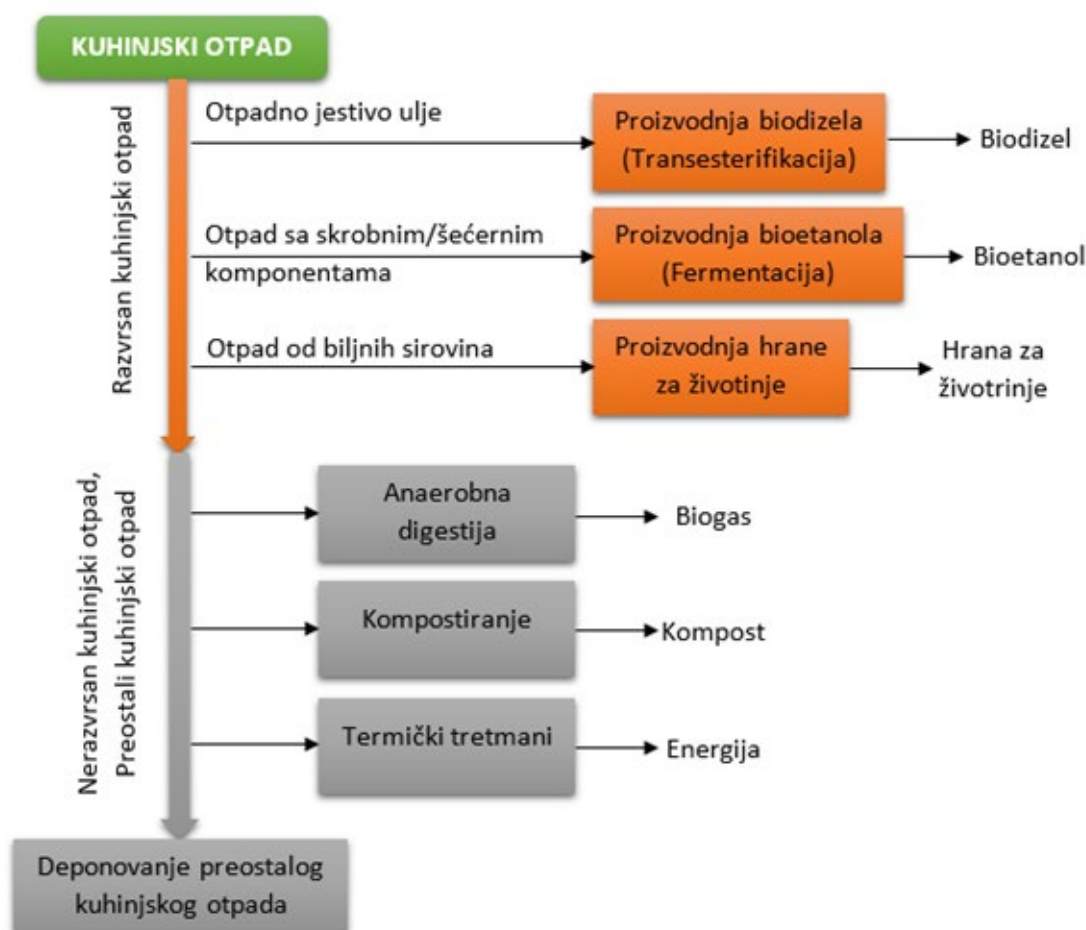 KUHINJSKI OTPAD
Razvrsan kuhinjski otpad
Otpadno jestivo ulje
Proizvodnja biodizela
(Transesterifikacija)
Biodizel
Otpad sa skrobnim/šećernim
komponentama
Proizvodnja bioetanola
(Fermentacija)
Bioetanol
Otpad od biljnih sirovina
Proizvodnja hrane
za životinje
Hrana za
životrinje
Nerazvrsan kuhinjski otpad,
Preostali kuhinjski otpad
Anaerobna
digestija
Biogas
Kompostiranje
Kompost
Termički tretmani
Energija
Deponovanje preostalog
kuhinjskog otpada